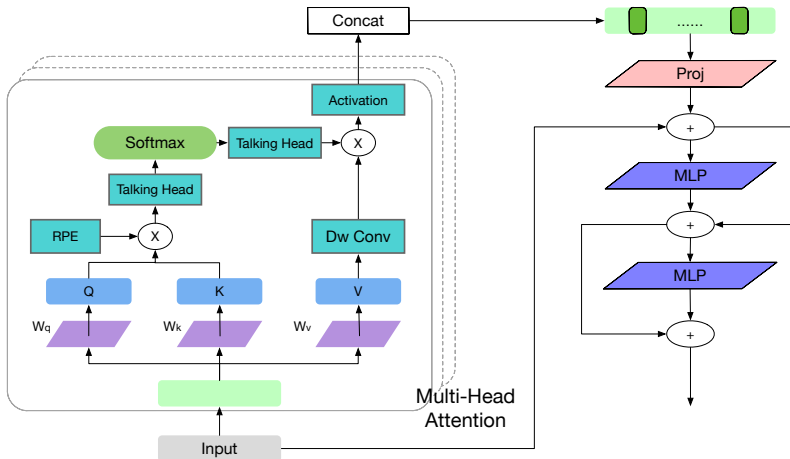 Concat
......
Proj
Activation
+
Softmax
Talking Head
X
Talking Head
MLP
RPE
X
Dw Conv
+
MLP
Q
K
V
Wq
Wk
Wv
+
Multi-Head
Attention
Input